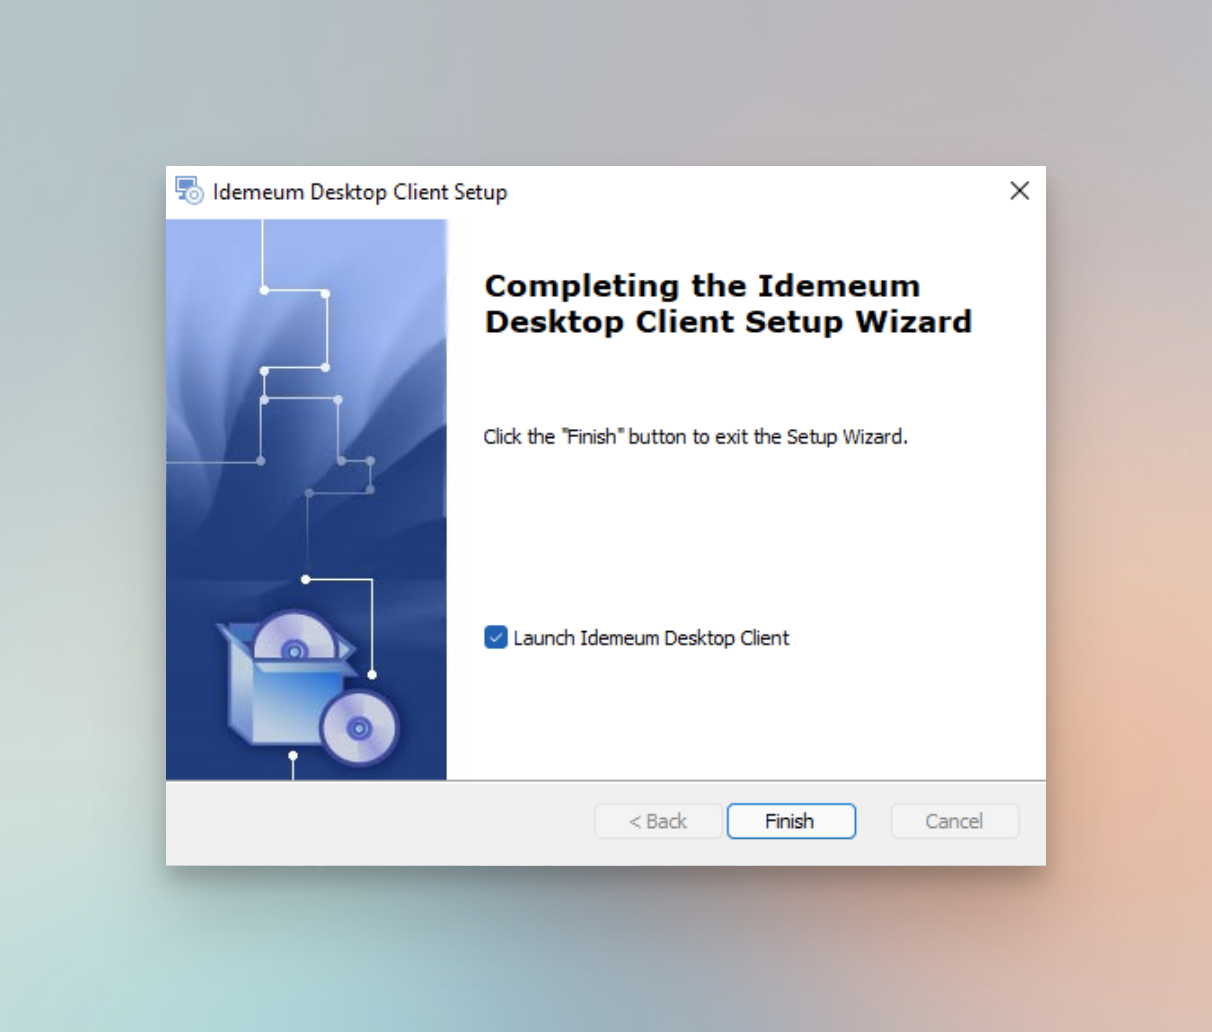 Idemeum Desktop Client Setup
Completing the Idemeum
Desktop Client Setup Wizard
Click the "Finish" button to exit the Setup Wizard.
Launch Idemeum Desktop Client
< Back
Finish
Cancel